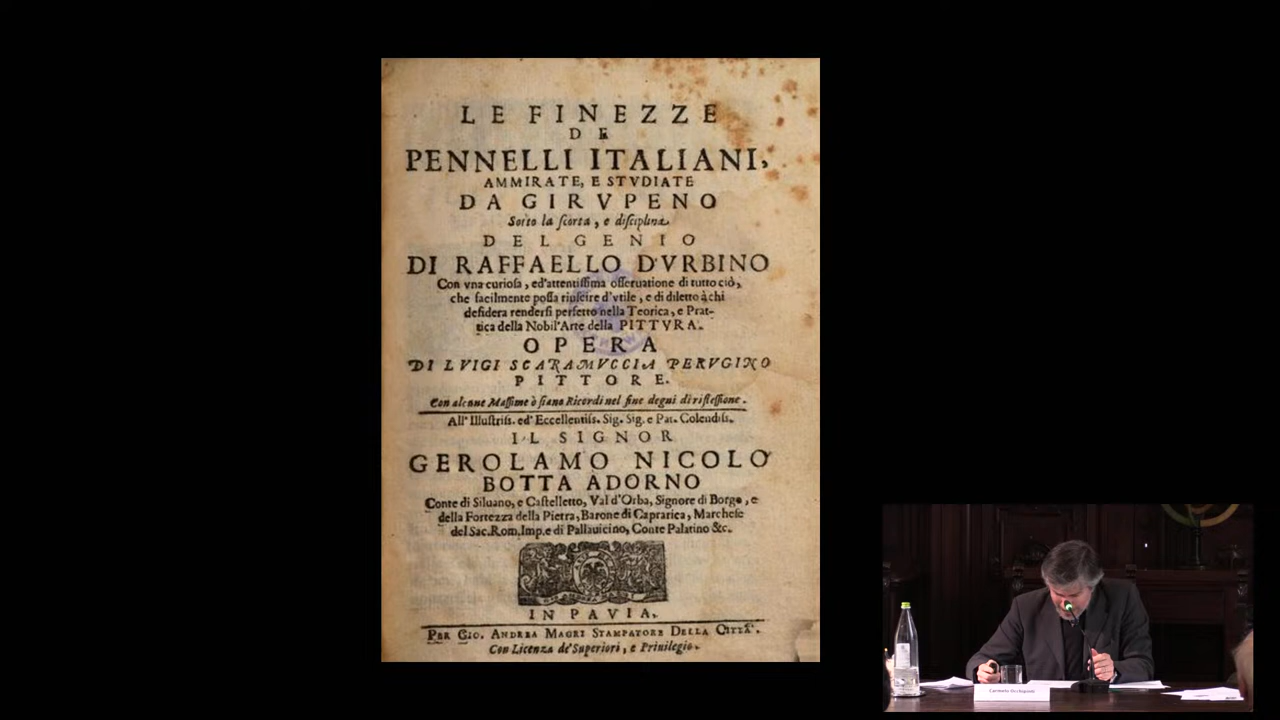 LE FINEZZE
DE
PENNELLI ITALIANI,
AMMIRATE, E STVDIATE
DA GIRVPENO
Sotto la ſcorta, e diſciplina
DEL GENIO
DI RAFFAELLO D'VRBINO
Con vna curioſa, ed'attentiſſima oſſeruatione di tutto ciò,
che facilmente poſſa riuſcire d'vtile, e di diletto à chi
deſidera renderſi perfetto nella Teorica, e Prat-
tica della Nobil'Arte della PITTVRA.
OPERA
DI LVIGI SCARAMVCCIA PERVGINO
PITTORE.
Con alcune Maſſime ò ſiano Ricordi nel fine degni di rifleſſione.
All' Illuſtriſs. ed' Eccellentiſs. Sig. Sig. e Pat. Colendiſs.
IL SIGNOR
GEROLAMO NICOLÒ
BOTTA ADORNO
Conte di Siluano, e Caſtelletto, Val d'Orba, Signore di Borgo, e
della Fortezza della Pietra, Barone di Caprarica, Marcheſe
del Sac. Rom. Imp. e di Pallauicino, Conte Palatino &c.
IN PAVIA,
PER GIO. ANDREA MAGRI STAMPATORE DELLA CITTÀ.
Con Licenza de' Superiori, e Priuilegio.